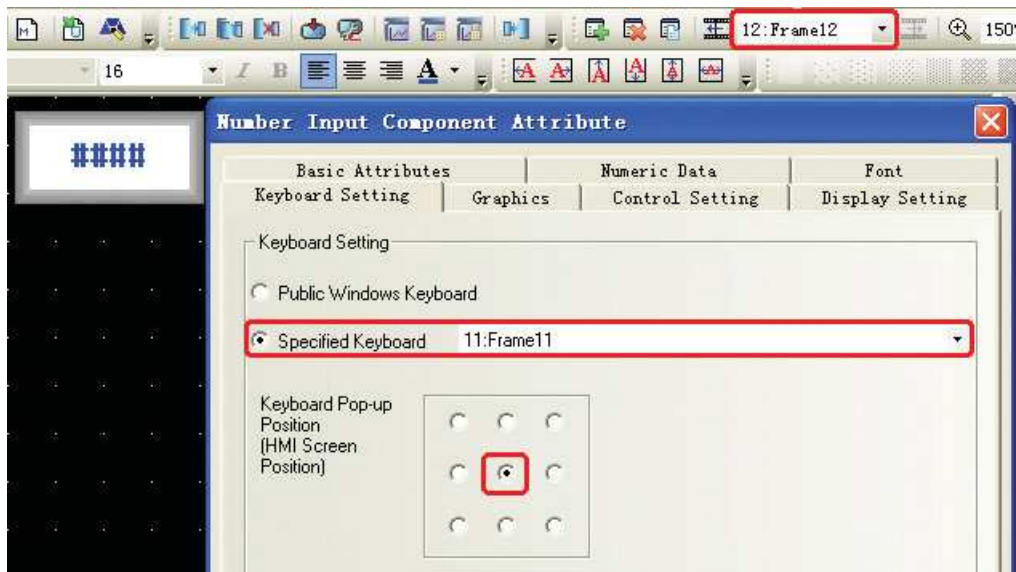 12:Frame12
150%
16
I B A A A A A A
####
Number Input Component Attribute
Basic Attributes Numeric Data Font
Keyboard Setting Graphics Control Setting Display Setting
Keyboard Setting
Public Windows Keyboard
Specified Keyboard 11:Frame11
Keyboard Pop-up
Position
(HMI Screen
Position)